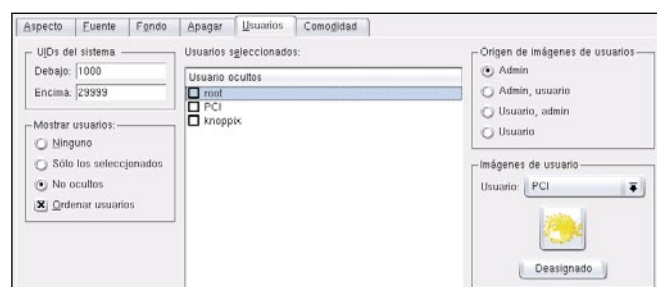 Aspecto Fuente Fondo Apagar Usuarios Comodidad
UIDs del sistema
Debajo: 1000
Encima: 29999
Mostrar usuarios:
Ninguno
Sólo los seleccionados
No ocultos
Ordenar usuarios
Usuarios seleccionados:
Usuario ocultos
root
PCI
knoppix
Origen de imágenes de usuarios
Admin
Admin, usuario
Usuario, admin
Usuario
Imágenes de usuario
Usuario: PCI
Deasignado